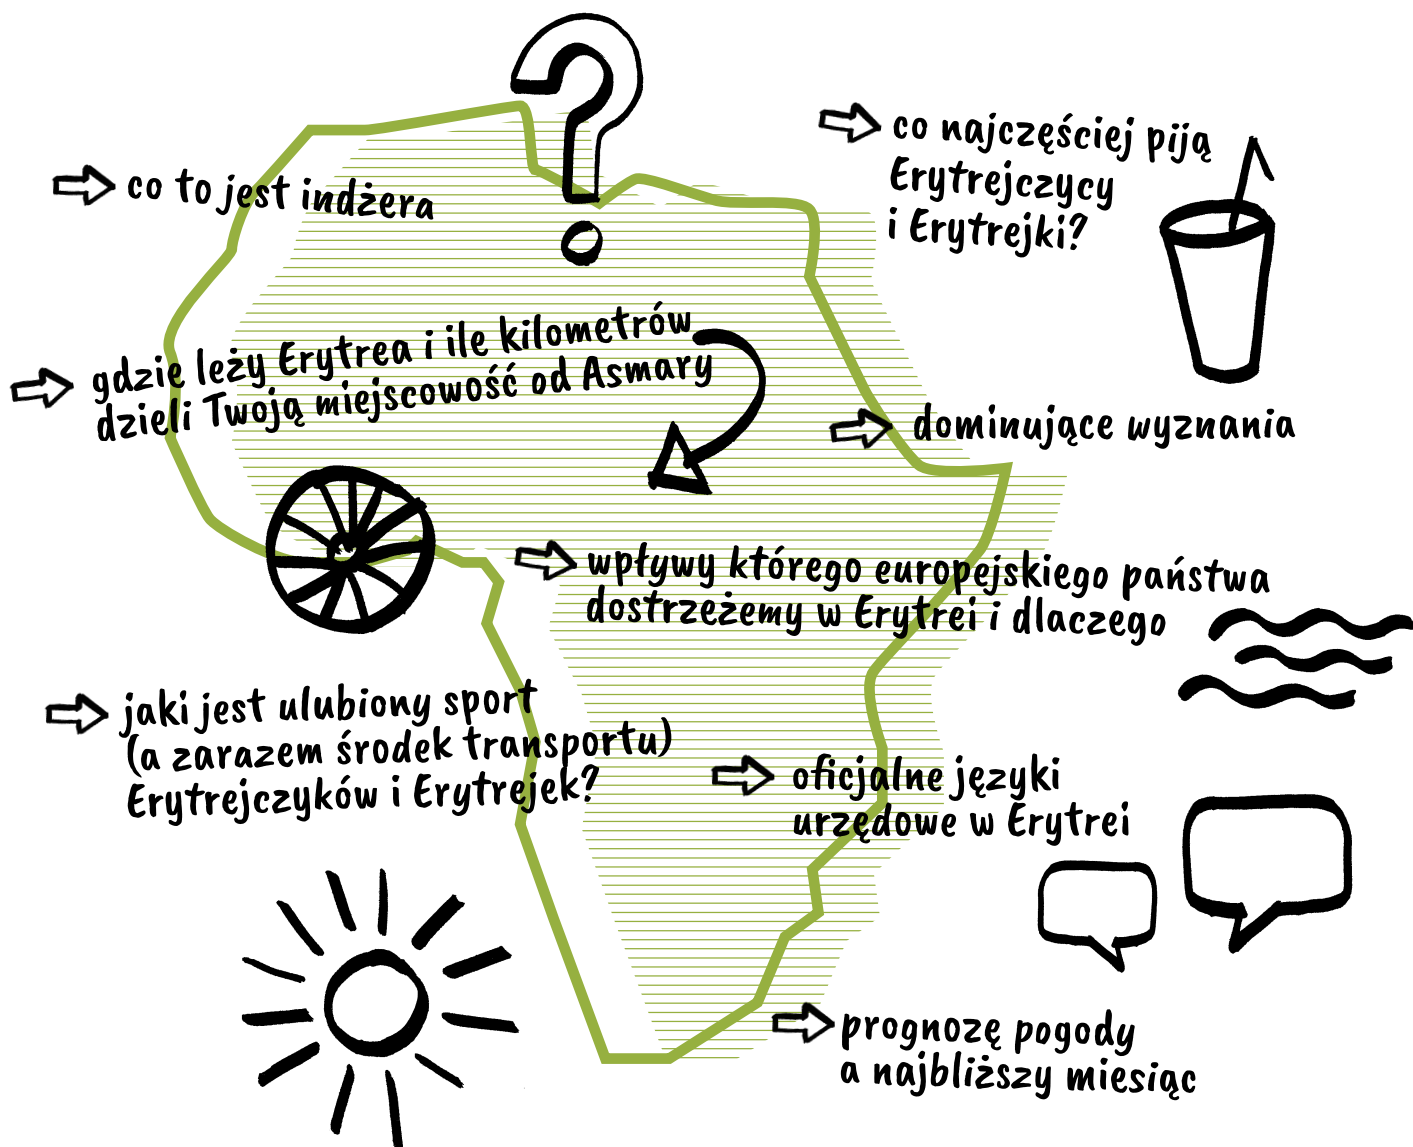 co najczęściej piją
Erytrejczycy
i Erytrejki?
co to jest indżera
gdzie leży Erytrea i ile kilometrów
dzieli Twoją miejscowość od Asmary
dominujące wyznania
wpływy którego europejskiego państwa
dostrzeżemy w Erytrei i dlaczego
jaki jest ulubiony sport
(a zarazem środek transportu)
Erytrejczyków i Erytrejek?
oficjalne języki
urzędowe w Erytrei
prognozę pogody
a najbliższy miesiąc